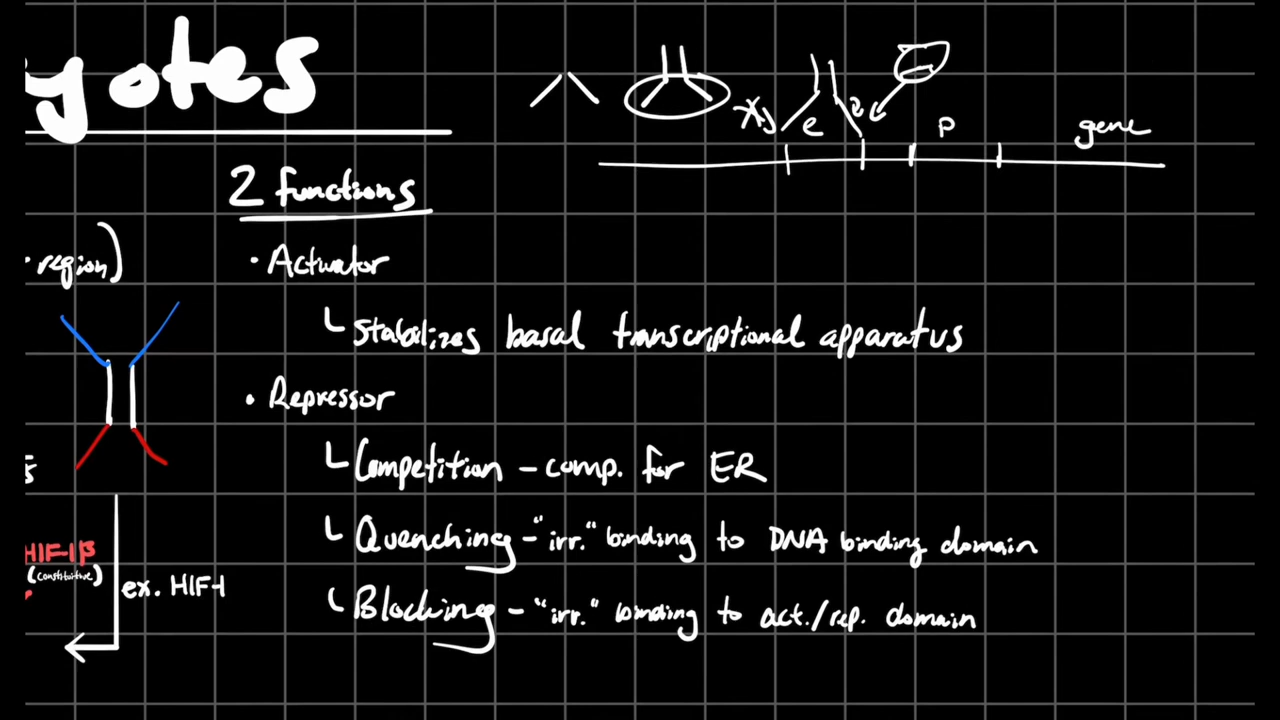 yotes
e
P
gene
2 functions
region)
• Activator
Stabilizes basal transcriptional apparatus
• Repressor
Competition - comp. for ER
Quenching - "irr." binding to DNA binding domain
HIF-1β
(constitutive)
ex. HIF-1
Blocking - "irr." binding to act./rep. domain